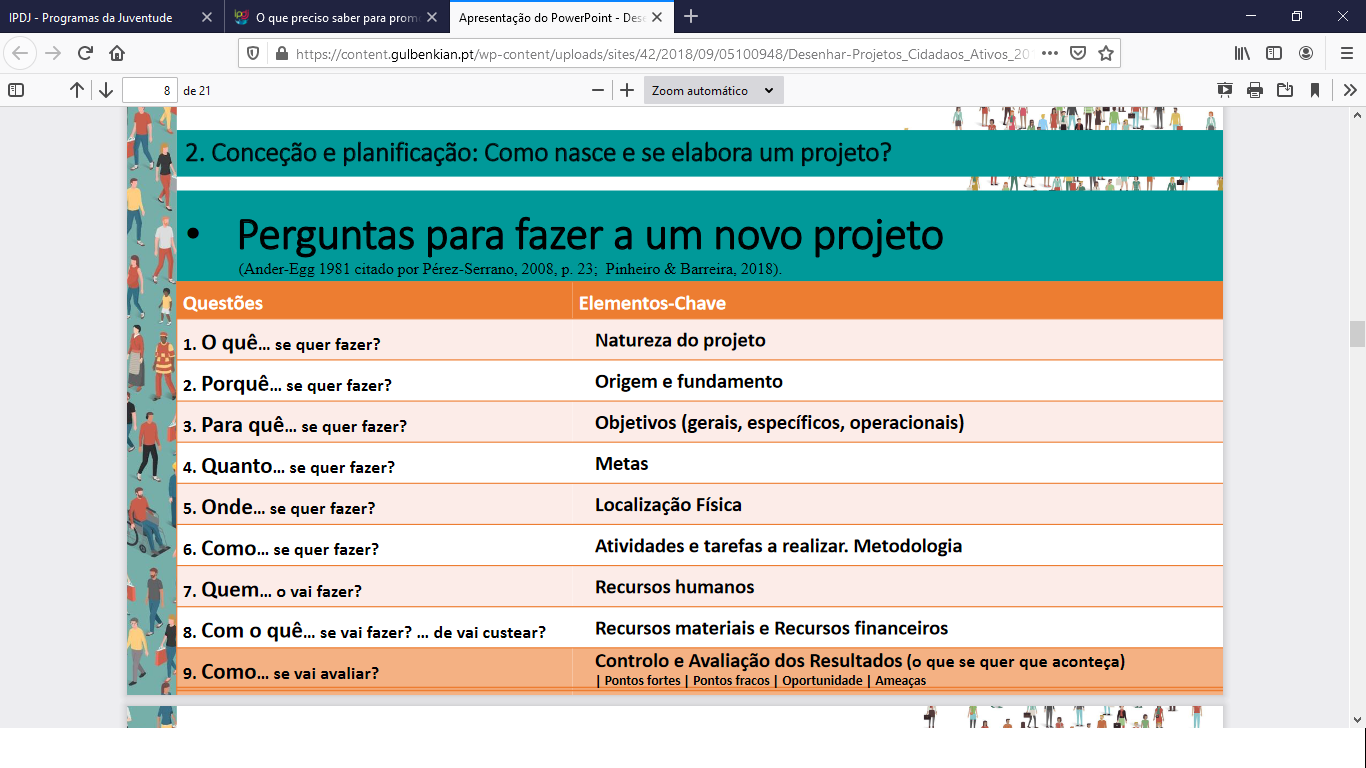 IPDJ - Programas da Juventude
O que preciso saber para prom
Apresentação do PowerPoint - Des
https://content.gulbenkian.pt/wp-content/uploads/sites/42/2018/09/05100948/Desenhar-Projetos_Cidadaos_Ativos_20
8 de 21
Zoom automático
2. Conceção e planificação: Como nasce e se elabora um projeto?
• Perguntas para fazer a um novo projeto
(Ander-Egg 1981 citado por Pérez-Serrano, 2008, p. 23; Pinheiro & Barreira, 2018).
Questões Elementos-Chave
1. O quê... se quer fazer? Natureza do projeto
2. Porquê... se quer fazer? Origem e fundamento
3. Para quê... se quer fazer? Objetivos (gerais, específicos, operacionais)
4. Quanto... se quer fazer? Metas
5. Onde... se quer fazer? Localização Física
6. Como... se quer fazer? Atividades e tarefas a realizar. Metodologia
7. Quem... o vai fazer? Recursos humanos
8. Com o quê... se vai fazer? ... de vai custear? Recursos materiais e Recursos financeiros
9. Como... se vai avaliar? Controlo e Avaliação dos Resultados (o que se quer que aconteça)
| Pontos fortes | Pontos fracos | Oportunidade | Ameaças